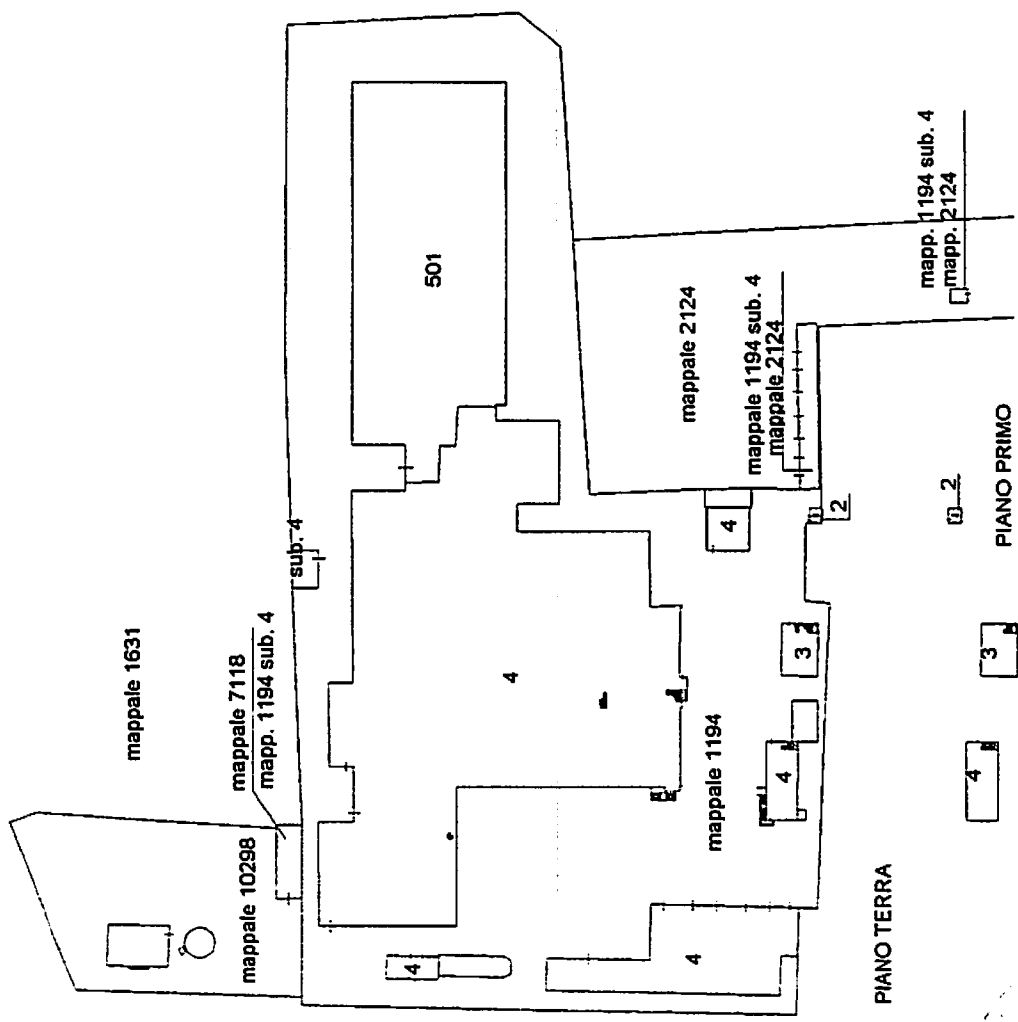 mappale 1631
mappale 7118
mapp. 1194 sub. 4
mappale 10298
sub. 4
501
4
4
4
mappale 1194
mappale 2124
mappale 1194 sub. 4
mappale 2124
4
2
3
4
mapp. 1194 sub. 4
mapp. 2124
2
3
4
PIANO TERRA
PIANO PRIMO